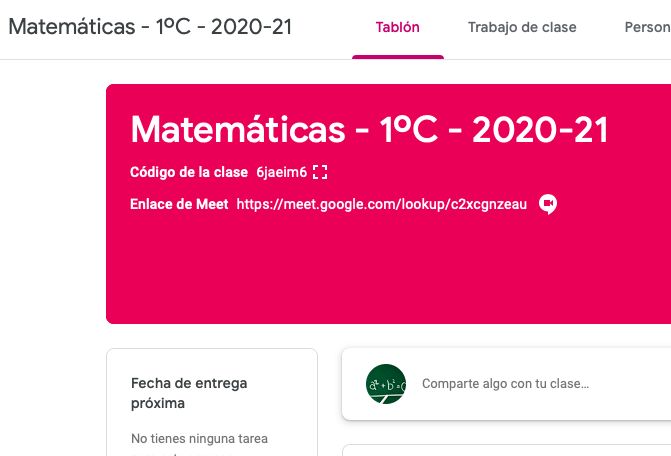 Matemáticas - 1ºC - 2020-21
Tablón Trabajo de clase Person
Matemáticas - 1ºC - 2020-21
Código de la clase 6jaeim6
Enlace de Meet https://meet.google.com/lookup/c2xcgnzeau
Fecha de entrega
próxima
No tienes ninguna tarea
Comparte algo con tu clase...